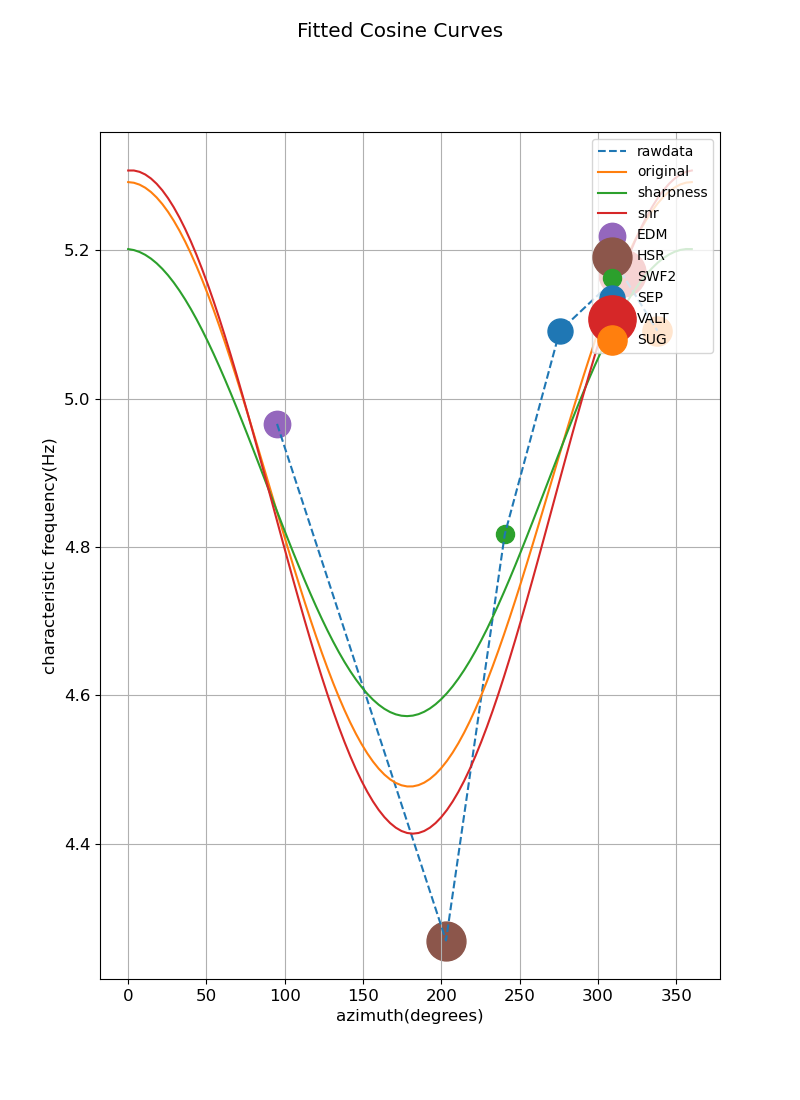 Fitted Cosine Curves
rawdata
original
sharpness
snr
EDM
HSR
SWF2
SEP
VALT
SUG
characteristic frequency(Hz)
5.2
5.0
4.8
4.6
4.4
0 50 100 150 200 250 300 350
azimuth(degrees)